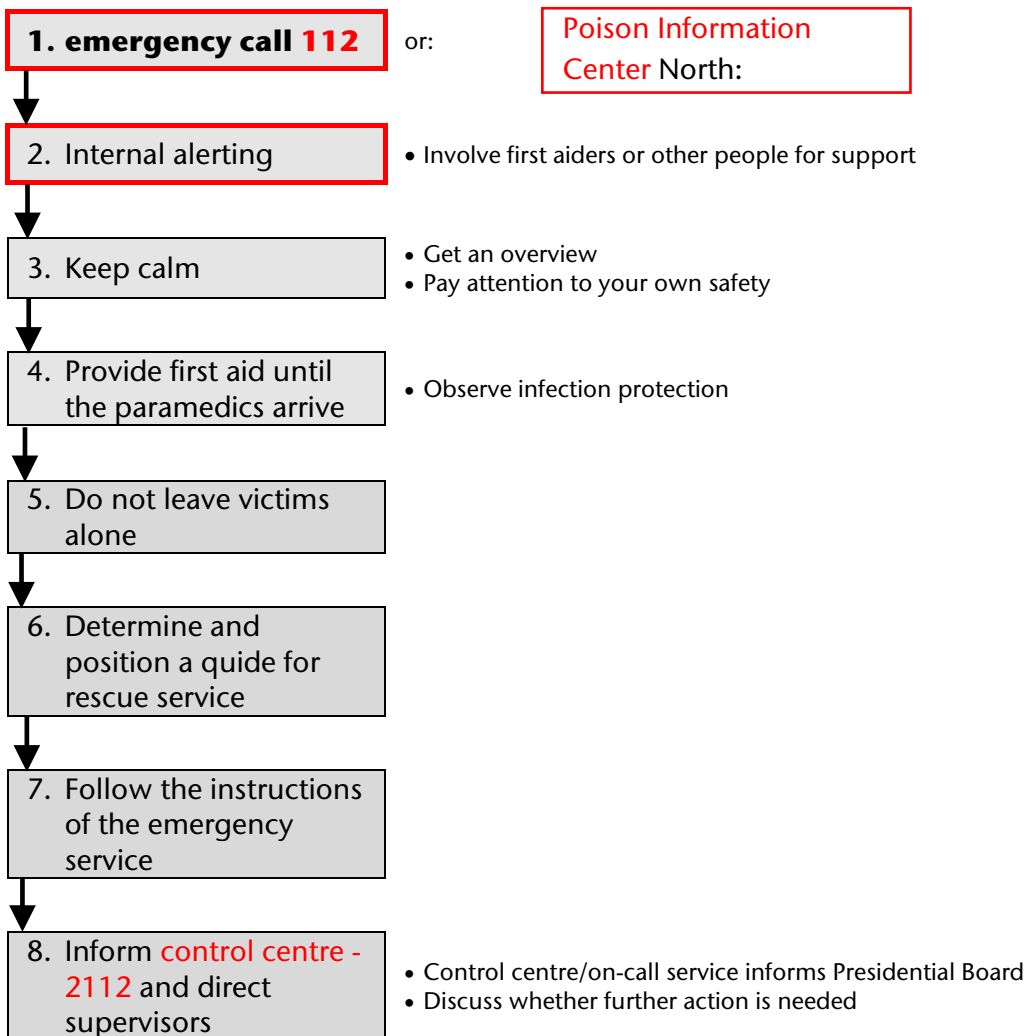 1. emergency call 112
or:
Poison Information
Center North:
2. Internal alerting
• Involve first aiders or other people for support
3. Keep calm
• Get an overview
• Pay attention to your own safety
4. Provide first aid until
the paramedics arrive
• Observe infection protection
5. Do not leave victims
alone
6. Determine and
position a quide for
rescue service
7. Follow the instructions
of the emergency
service
8. Inform control centre -
2112 and direct
supervisors
• Control centre/on-call service informs Presidential Board
• Discuss whether further action is needed